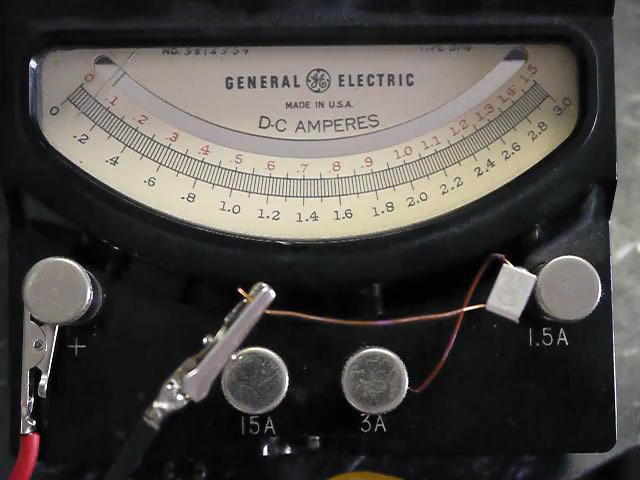 GENERAL GE ELECTRIC
MADE IN U.S.A.
D-C AMPERES
0 .1 .2 .3 .4 .5 .6 .7 .8 .9 1.0 1.1 1.2 1.3 1.4 1.5
0 .2 .4 .6 .8 1.0 1.2 1.4 1.6 1.8 2.0 2.2 2.4 2.6 2.8 3.0
+
1.5A
15A
3A